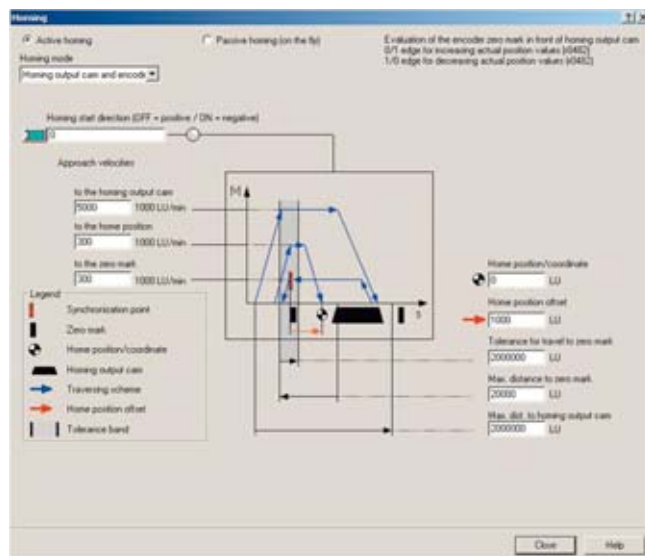 Homing
Active homing
Passive homing (on the fly)
Evaluation of the encoder zero mark in front of homing output cam
0/1 edge for increasing actual position values (r0482)
1/0 edge for decreasing actual position values (r0482)
Homing mode
Homing output cam and encode
Homing start direction (OFF = positive / ON = negative)
0
Approach velocities
to the homing output cam
5000 1000 LU/min
to the home position
300 1000 LU/min
to the zero mark
300 1000 LU/min
M
s
Home position/coordinate
0 LU
Home position offset
1000 LU
Tolerance for travel to zero mark
2000000 LU
Max. distance to zero mark
20000 LU
Max. dist. to homing output cam
2000000 LU
Legend
Synchronisation point
Zero mark
Home position/coordinate
Homing output cam
Traversing scheme
Home position offset
Tolerance band
Close
Help